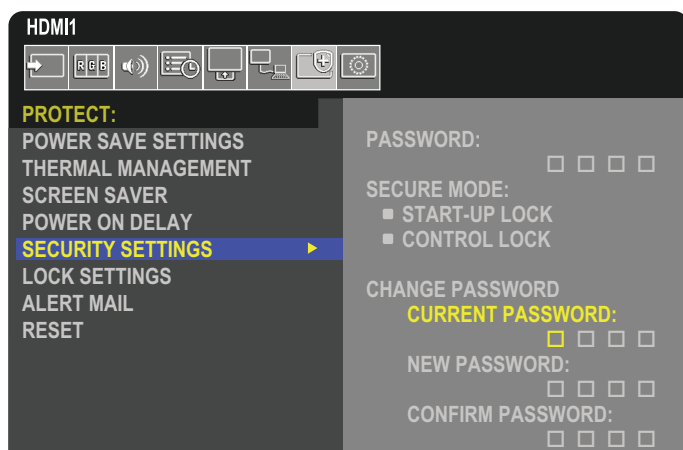 HDMI1
RGB
PROTECT:
POWER SAVE SETTINGS
THERMAL MANAGEMENT
SCREEN SAVER
POWER ON DELAY
SECURITY SETTINGS
LOCK SETTINGS
ALERT MAIL
RESET
PASSWORD:
SECURE MODE:
START-UP LOCK
CONTROL LOCK
CHANGE PASSWORD
CURRENT PASSWORD:
NEW PASSWORD:
CONFIRM PASSWORD: